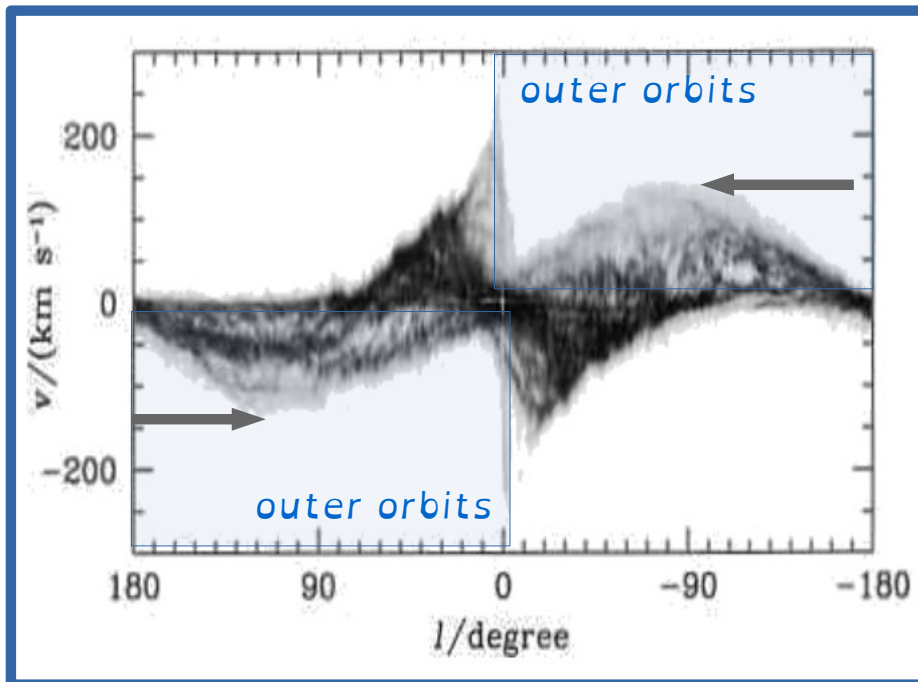 outer orbits
200
0
-200
v/(km s⁻¹)
outer orbits
180 90 0 -90 -180
l/degree